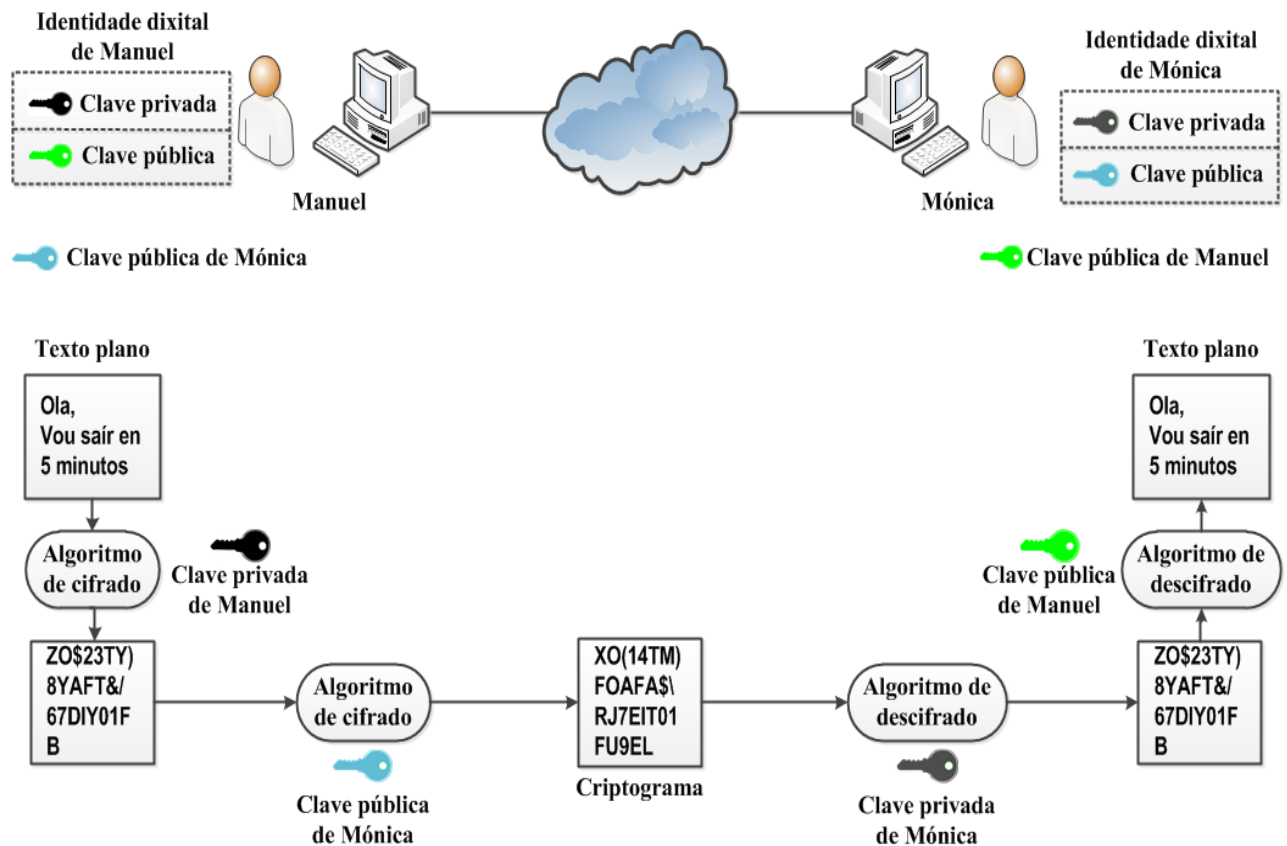 Identidade dixital
de Manuel
Clave privada
Clave pública
Manuel
Identidade dixital
de Mónica
Clave privada
Clave pública
Mónica
Clave pública de Mónica
Clave pública de Manuel
Texto plano
Ola,
Vou saír en
5 minutos
Algoritmo
de cifrado
Clave privada
de Manuel
ZO$23TY)
8YAFT&/
67DIY01F
B
Algoritmo
de cifrado
Clave pública
de Mónica
XO(14TM)
FOAFA$\
RJ7EIT01
FU9EL
Criptograma
Algoritmo de
descifrado
Clave privada
de Mónica
ZO$23TY)
8YAFT&/
67DIY01F
B
Clave pública
de Manuel
Algoritmo de
descifrado
Texto plano
Ola,
Vou saír en
5 minutos